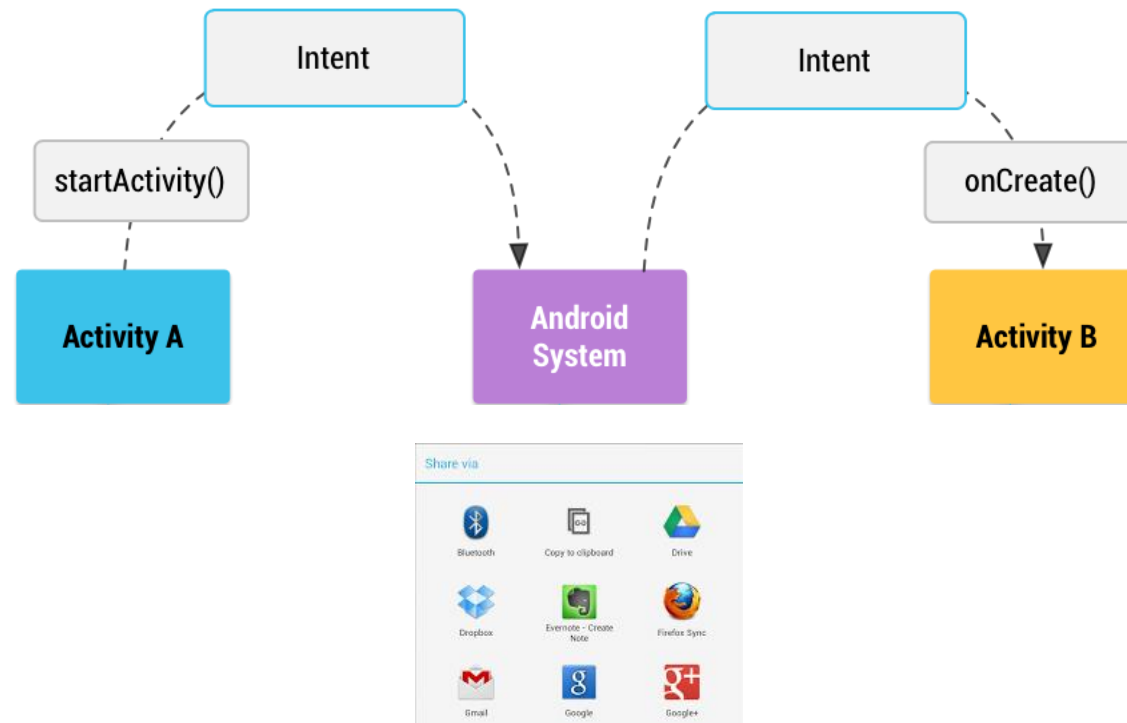 Intent
Intent
startActivity()
onCreate()
Activity A
Android
System
Activity B
Share via
Bluetooth
Copy to clipboard
Drive
Dropbox
Evernote - Create
Note
Firefox Sync
Gmail
Google
Google+